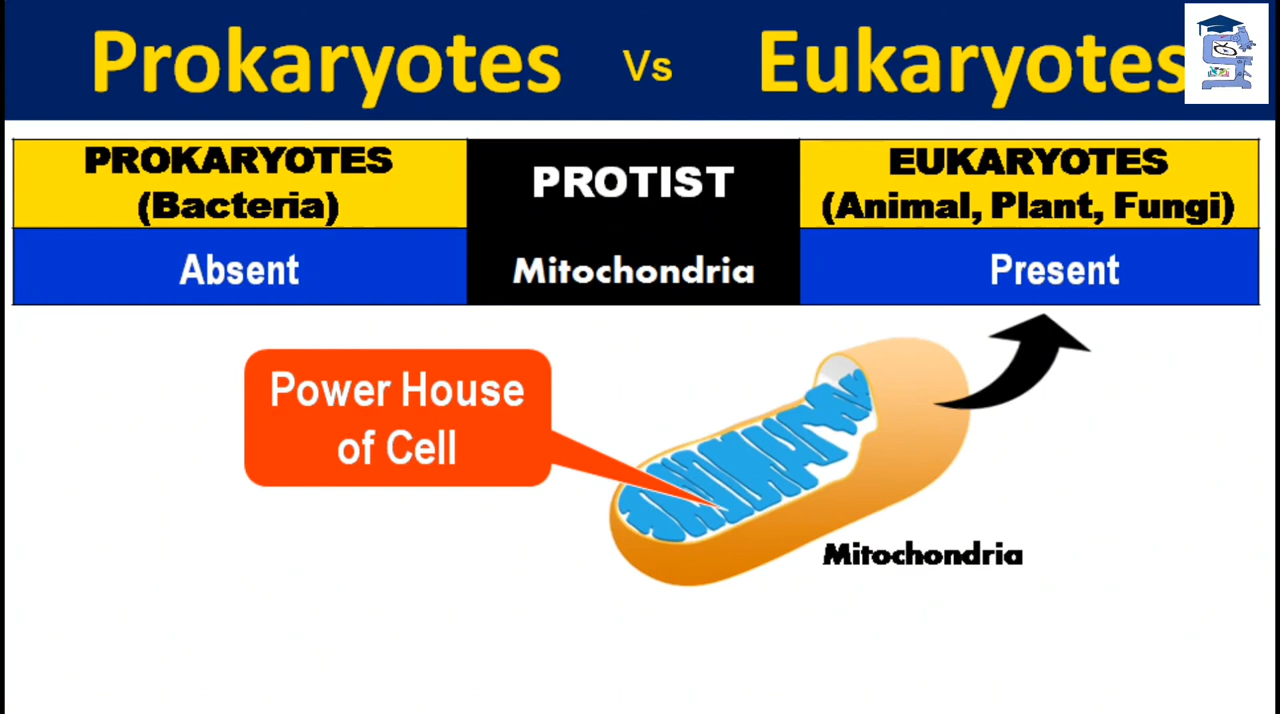 Prokaryotes Vs Eukaryotes
PROKARYOTES
(Bacteria)
PROTIST
EUKARYOTES
(Animal, Plant, Fungi)
Absent
Mitochondria
Present
Power House
of Cell
Mitochondria